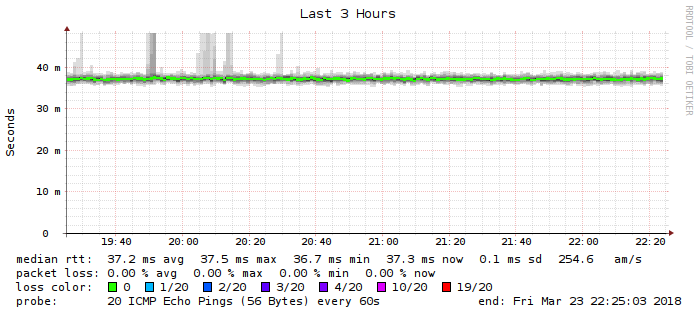 Last 3 Hours
RRDTOOL / TOBI OETIKER
Seconds
40 m
30 m
20 m
10 m
0
19:40 20:00 20:20 20:40 21:00 21:20 21:40 22:00 22:20
median rtt: 37.2 ms avg 37.5 ms max 36.7 ms min 37.3 ms now 0.1 ms sd 254.6 am/s
packet loss: 0.00 % avg 0.00 % max 0.00 % min 0.00 % now
loss color: 0 1/20 2/20 3/20 4/20 10/20 19/20
probe: 20 ICMP Echo Pings (56 Bytes) every 60s end: Fri Mar 23 22:25:03 2018